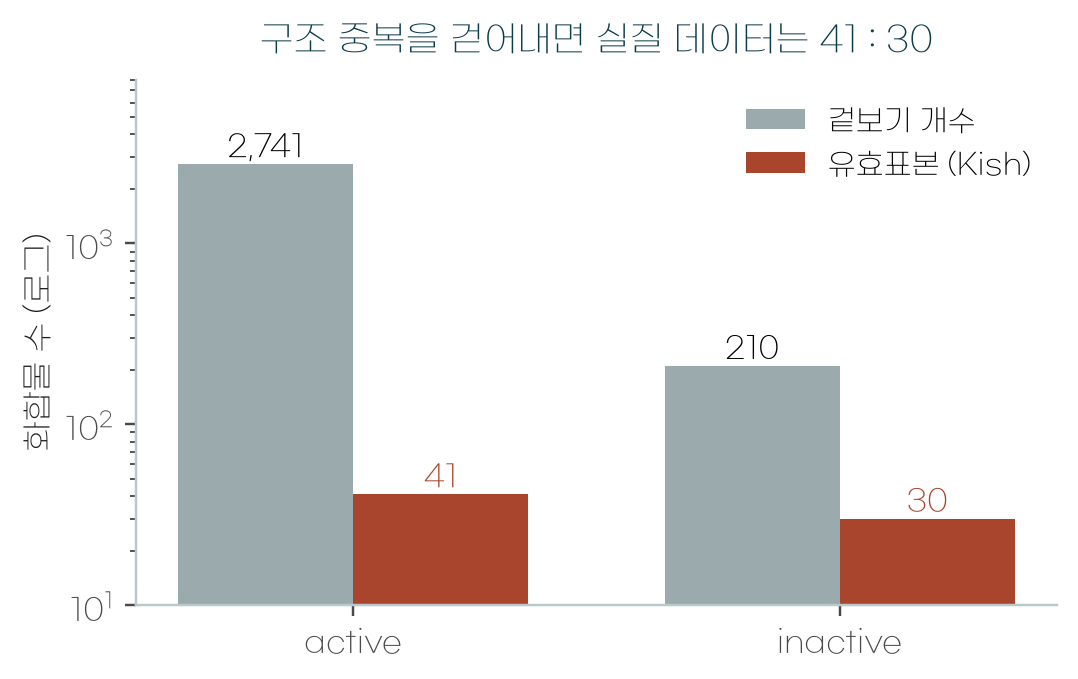 구조 중복을 걷어내면 실질 데이터는 41 : 30
겉보기 개수
유효표본 (Kish)
화합물 수 (로그)
10³
10²
10¹
2,741
41
210
30
active
inactive